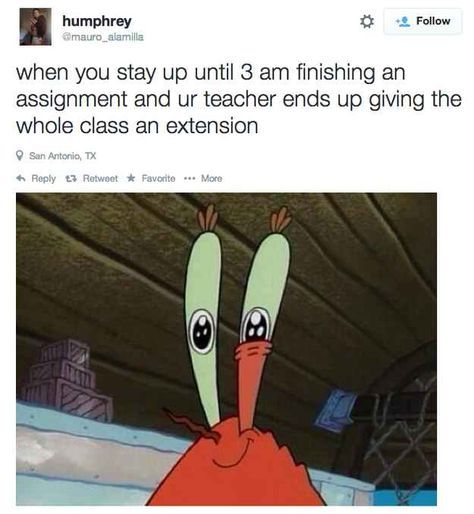 humphrey
@mauro_alamilla
Follow
when you stay up until 3 am finishing an
assignment and ur teacher ends up giving the
whole class an extension
San Antonio, TX
Reply Retweet Favorite More